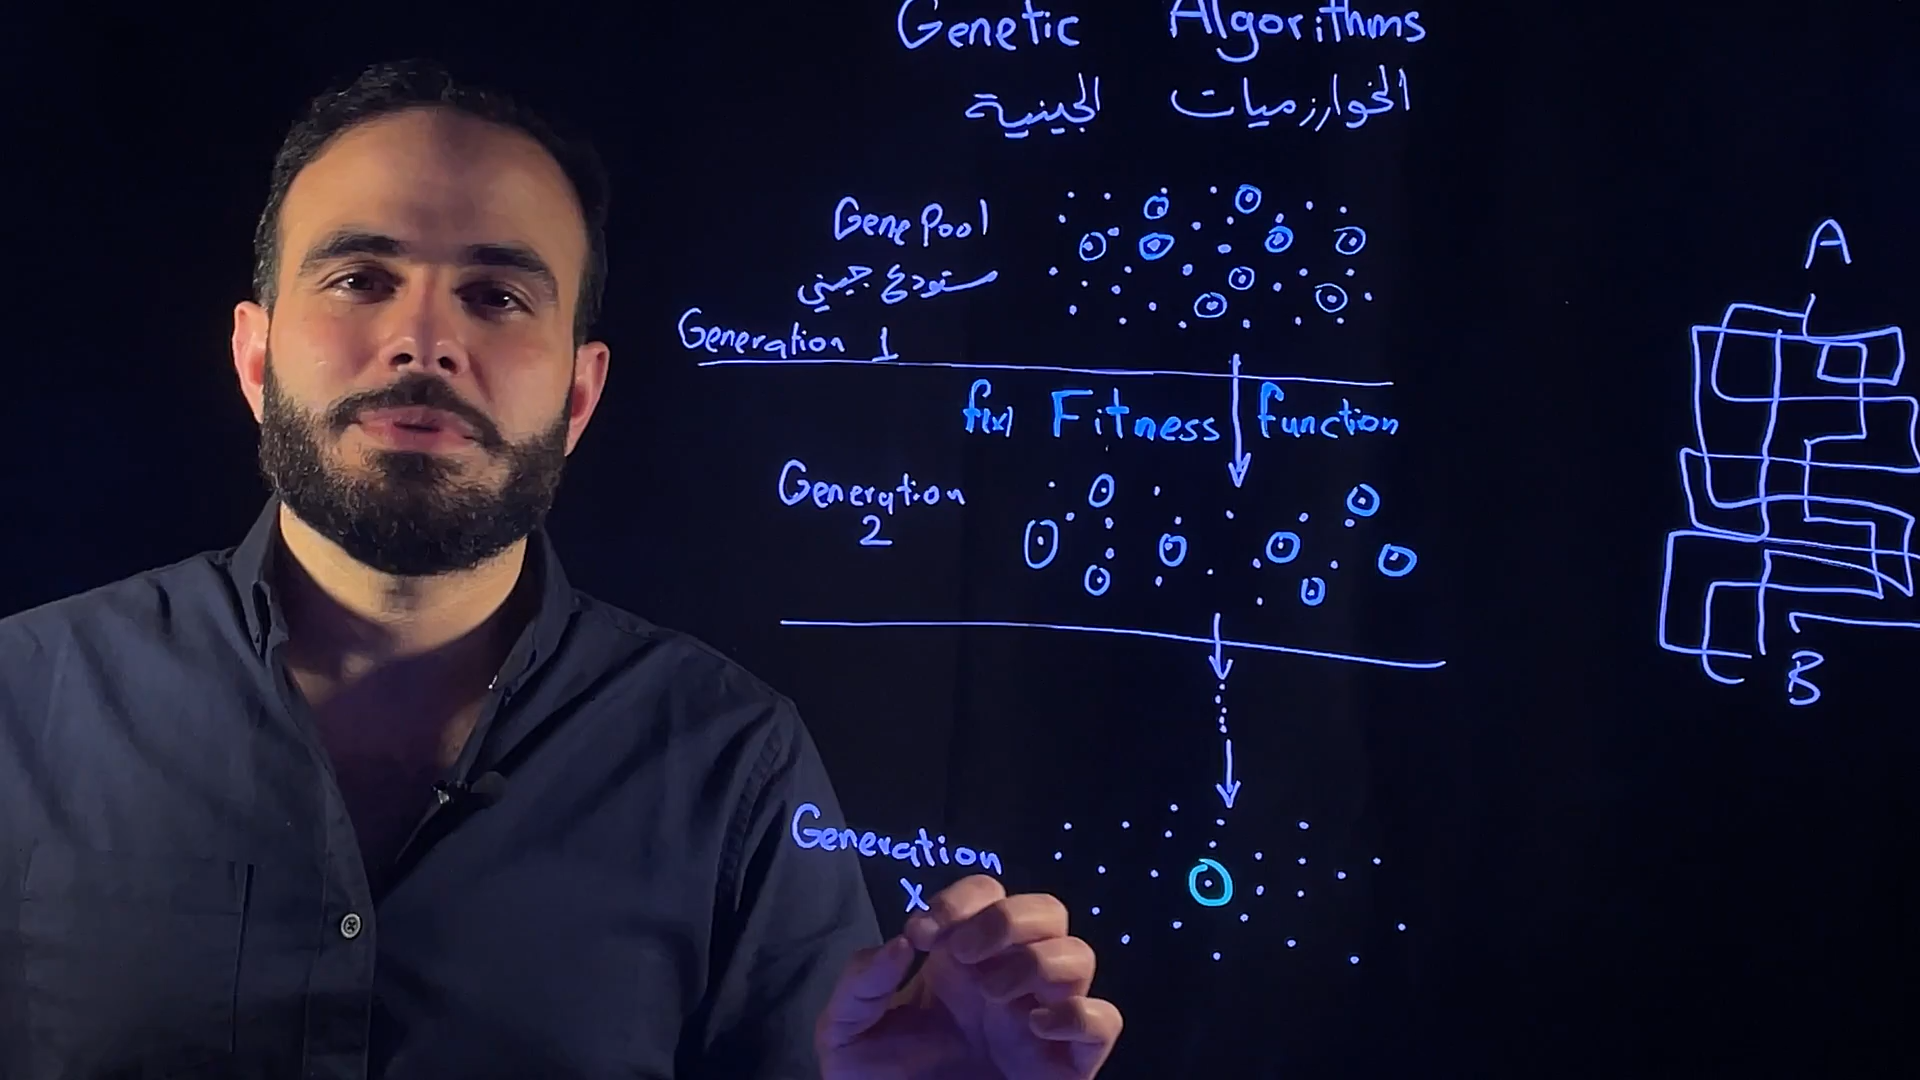 Genetic Algorithms
الخوارزميات الجينية
Gene Pool
مستودع جيني
Generation 1
f(x) Fitness function
Generation
2
Generation
X
A
B